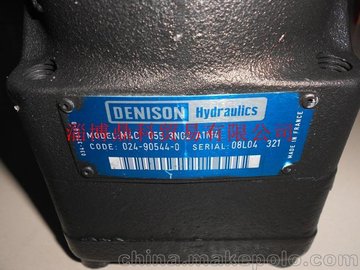 DENISON Hydraulics
MODEL: M4C 055 3N02 A1M4
CODE: 024-90544-0 SERIAL: 08L04 321
MADE IN FRANCE
china.makepolo.com